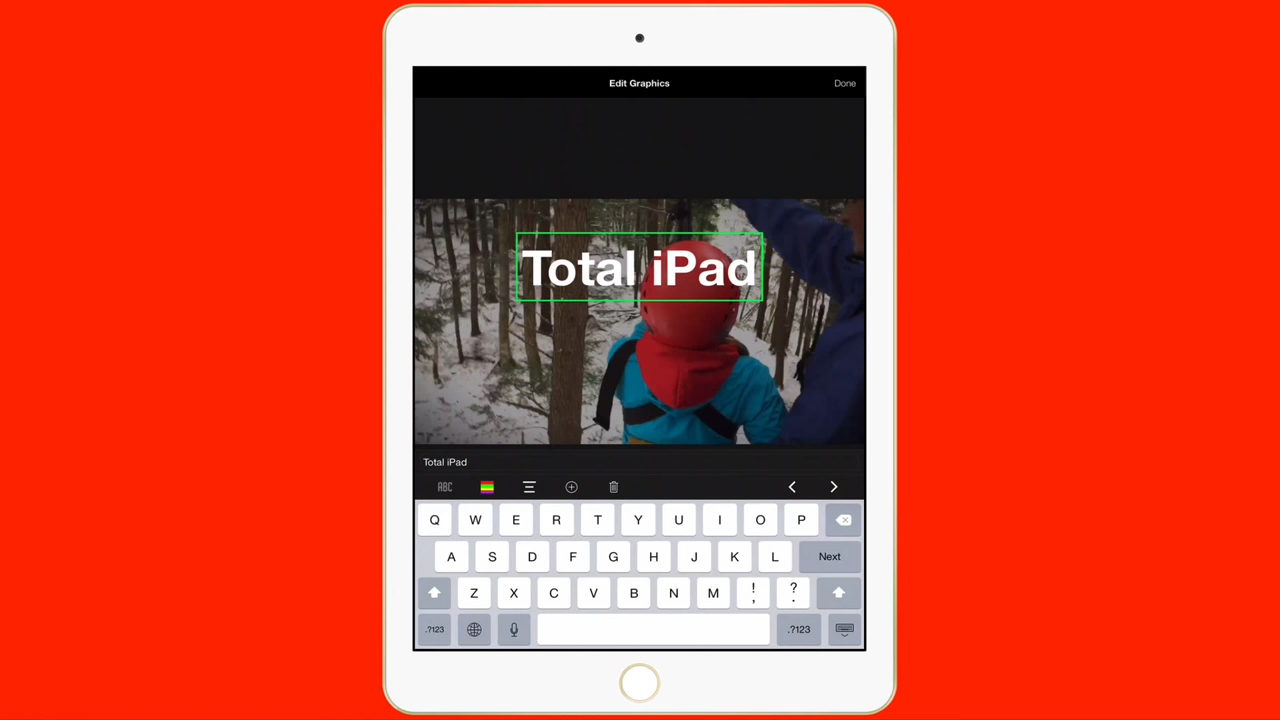 Edit Graphics Done
Total iPad
Total iPad
ABC
Q W E R T Y U I O P
A S D F G H J K L Next
Z X C V B N M ! , ? .
.?123 .?123